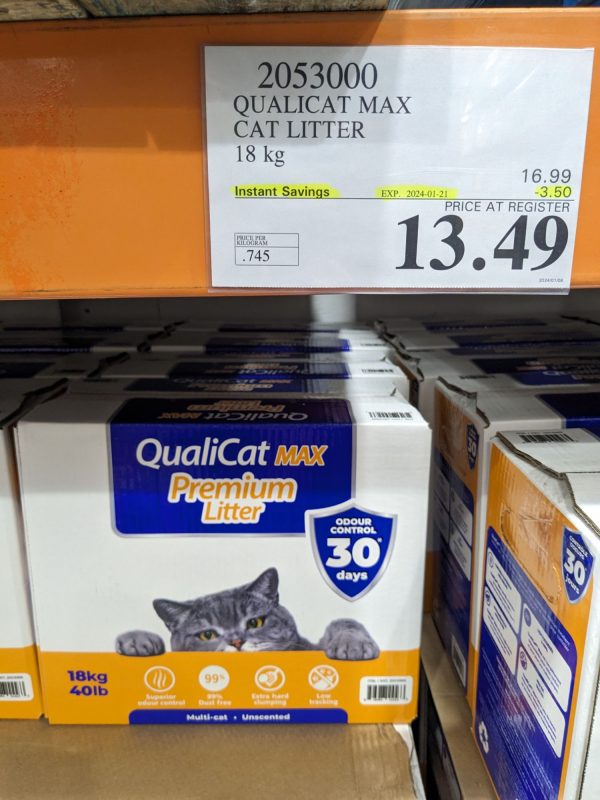 2053000
QUALICAT MAX
CAT LITTER
18 kg
16.99
Instant Savings EXP. 2024-01-21 -3.50
PRICE AT REGISTER
13.49
PRICE PER
KILOGRAM
.745
QualiCat MAX
Premium
Litter
ODOUR
CONTROL
30
days
18kg
40lb
Superior
odour control
99%
99%
Dust free
Extra hard
clumping
Low
tracking
Multi-cat • Unscented
30